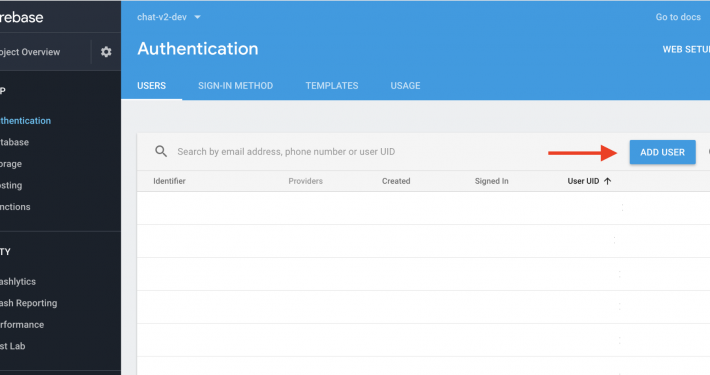 rebase
oject Overview
P
thentication
tabase
orage
osting
nctions
TY
ashlytics
ash Reporting
rformance
st Lab
chat-v2-dev
Go to docs
Authentication
WEB SETU
USERS SIGN-IN METHOD TEMPLATES USAGE
Search by email address, phone number or user UID
ADD USER
Identifier Providers Created Signed In User UID